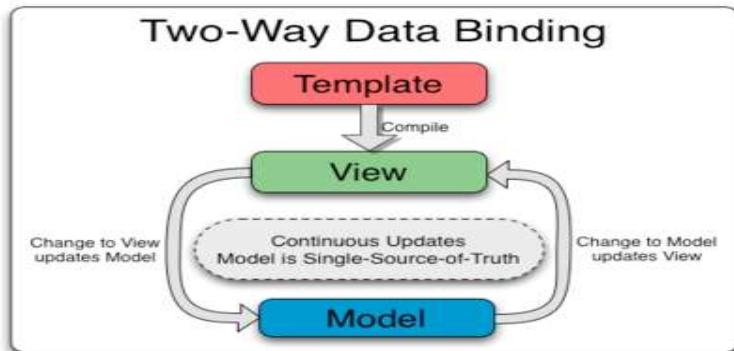 Two-Way Data Binding
Template
Compile
View
Change to View
updates Model
Continuous Updates
Model is Single-Source-of-Truth
Change to Model
updates View
Model